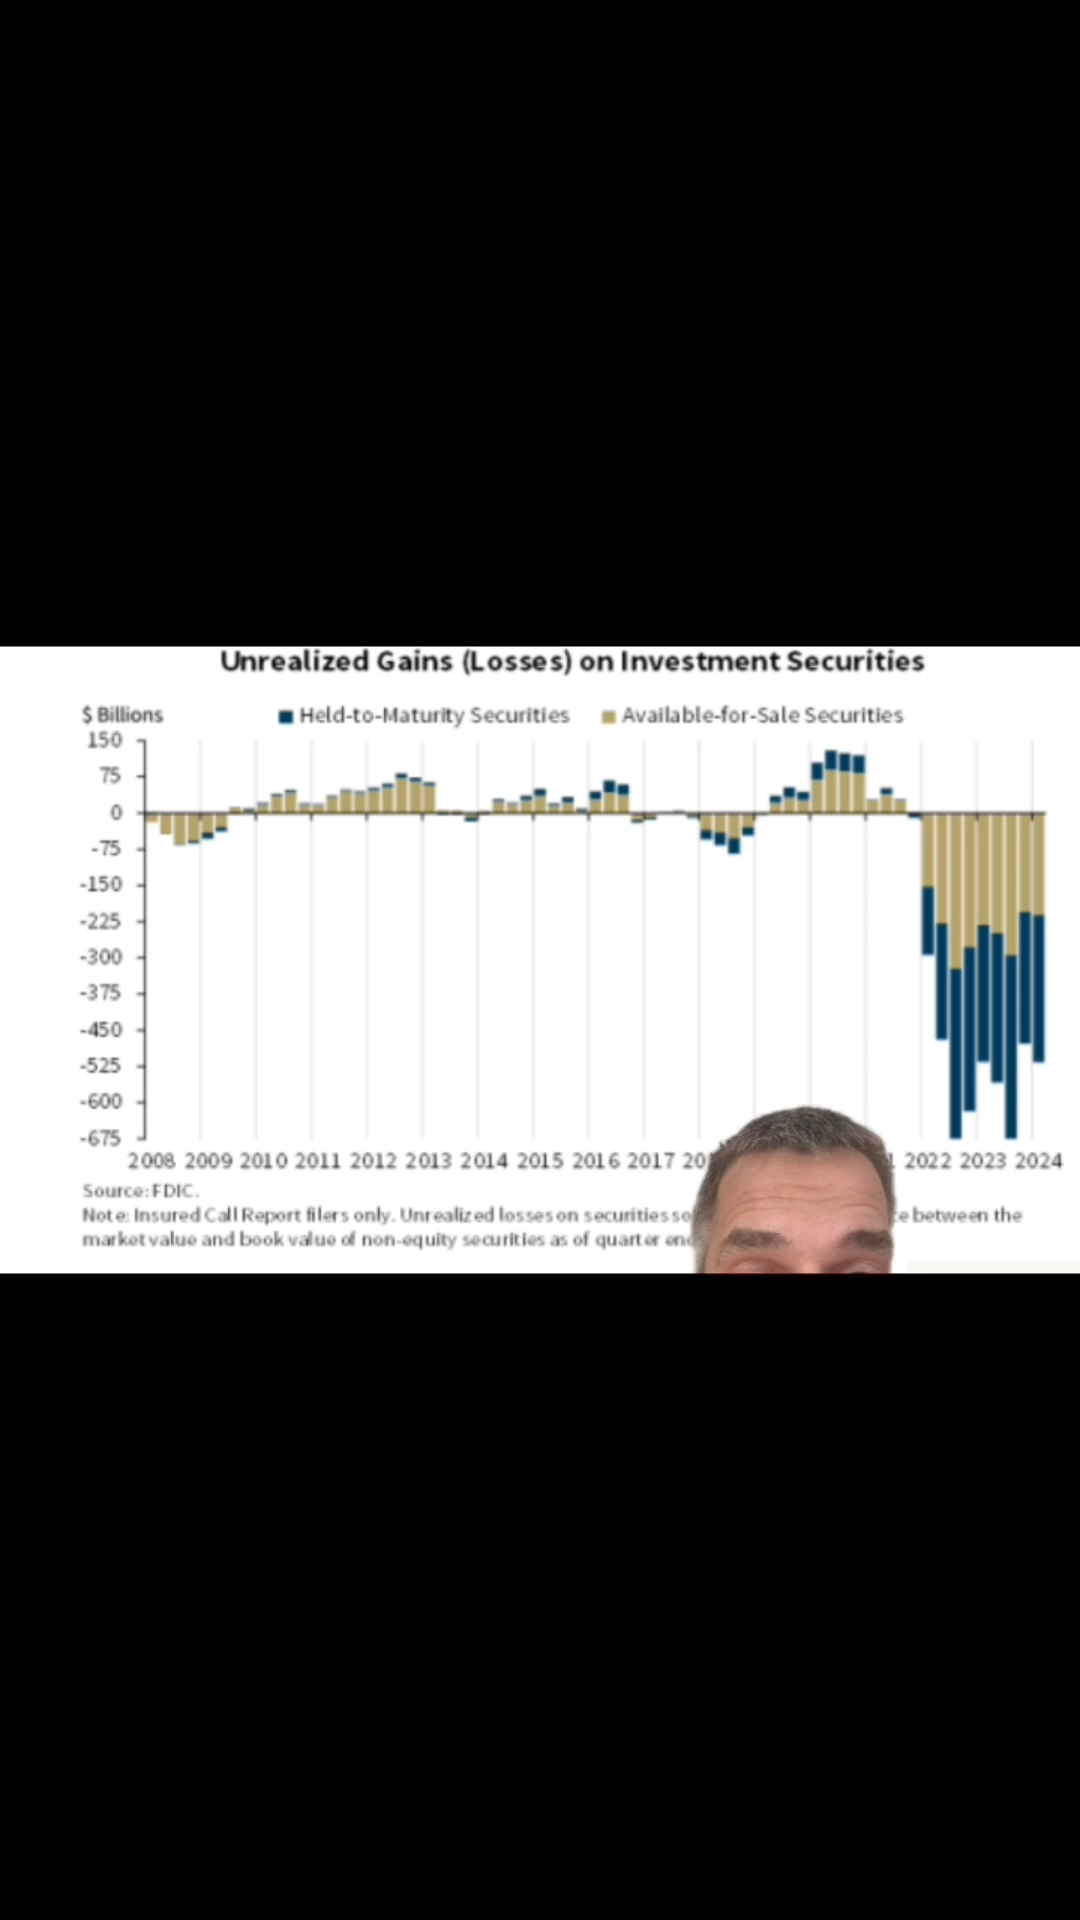 Unrealized Gains (Losses) on Investment Securities
$ Billions
Held-to-Maturity Securities
Available-for-Sale Securities
150
75
0
-75
-150
-225
-300
-375
-450
-525
-600
-675
2008 2009 2010 2011 2012 2013 2014 2015 2016 2017 2022 2023 2024
Source: FDIC.
Note: Insured Call Report filers only. Unrealized losses on securities between the
market value and book value of non-equity securities as of quarter